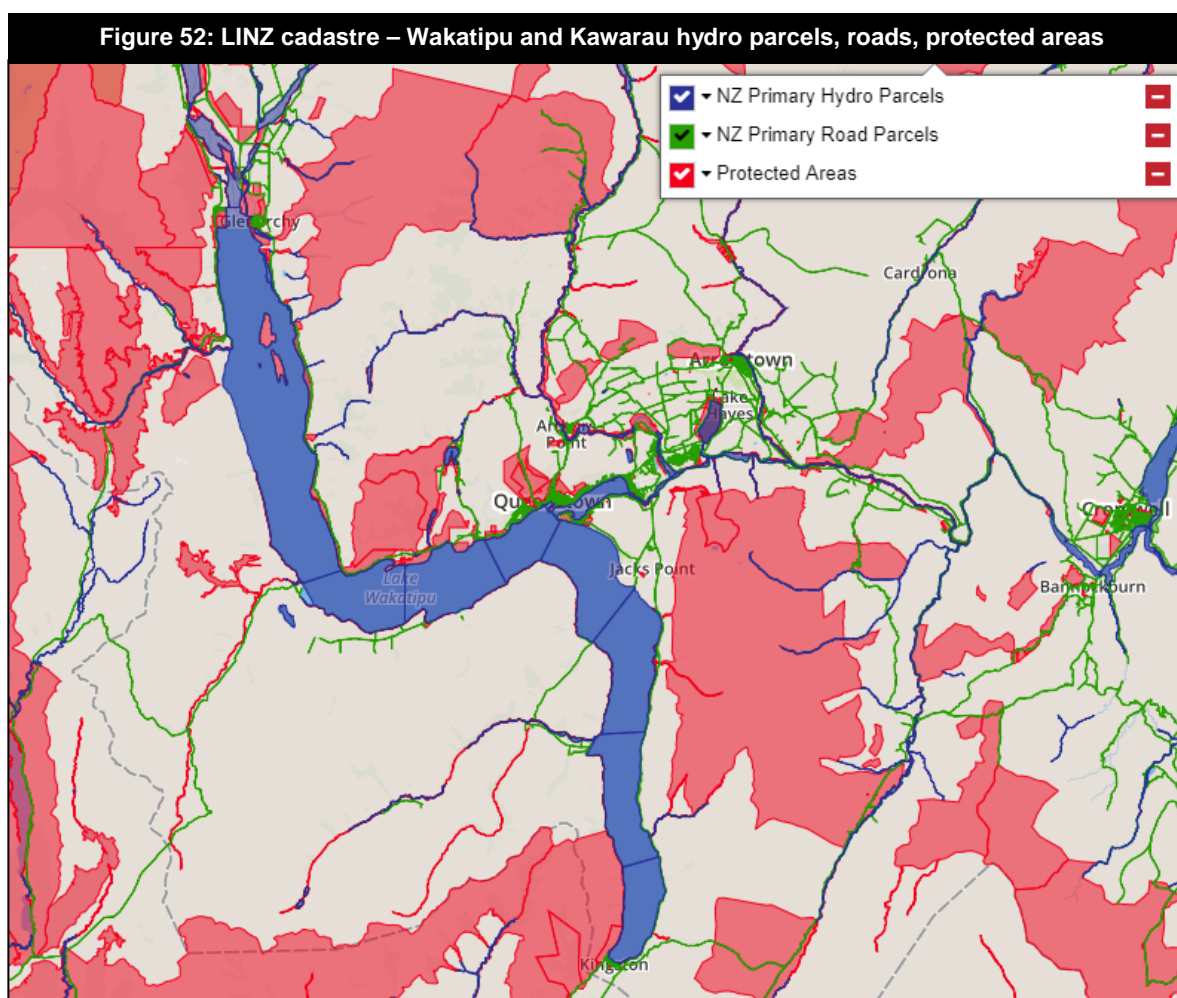 Figure 52: LINZ cadastre – Wakatipu and Kawarau hydro parcels, roads, protected areas
NZ Primary Hydro Parcels
NZ Primary Road Parcels
Protected Areas
Glenorchy
Cardrona
Arrowtown
Lake
Hayes
Arthurs
Point
Queenstown
Cromwell
Jacks Point
Lake
Wakatipu
Bannockburn
Kingston